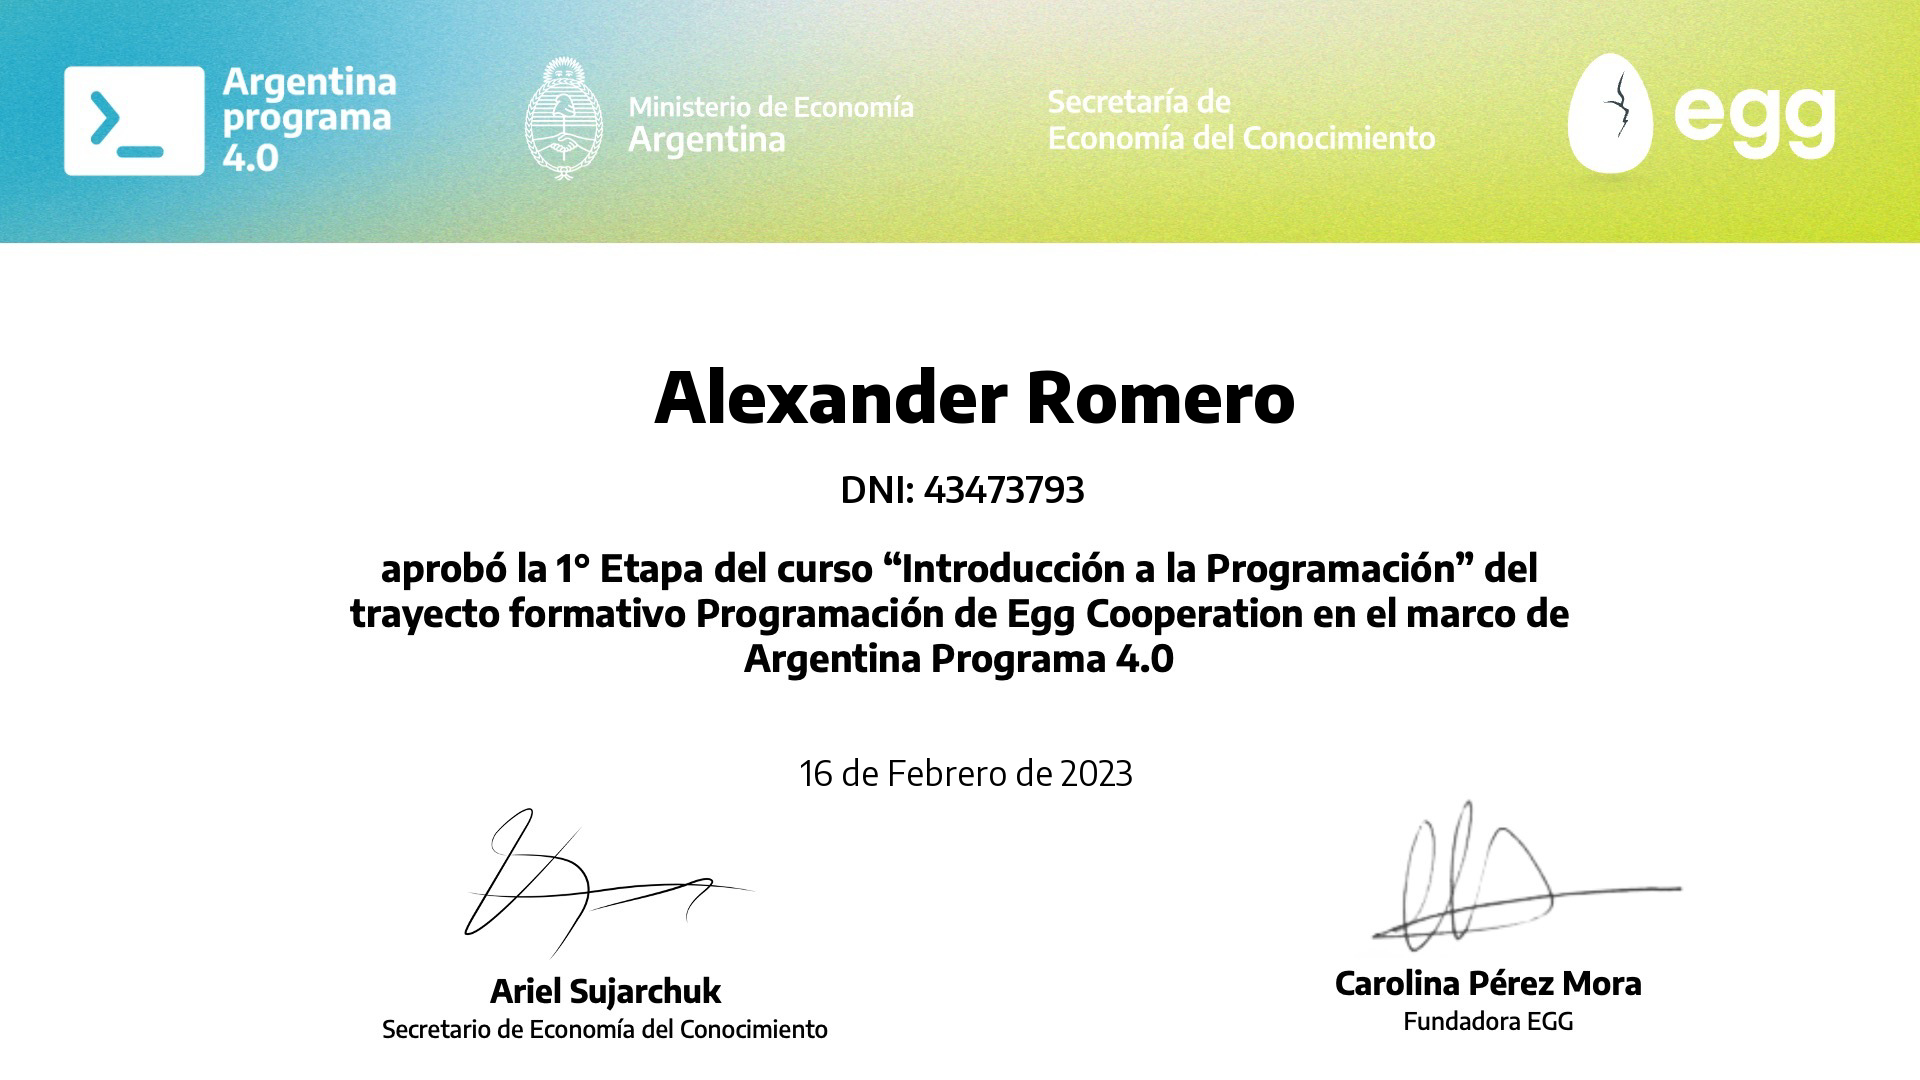 Argentina
programa
4.0
Ministerio de Economía
Argentina
Secretaría de
Economía del Conocimiento
egg
Alexander Romero
DNI: 43473793
aprobó la 1° Etapa del curso “Introducción a la Programación” del
trayecto formativo Programación de Egg Cooperation en el marco de
Argentina Programa 4.0
16 de Febrero de 2023
Ariel Sujarchuk
Secretario de Economía del Conocimiento
Carolina Pérez Mora
Fundadora EGG